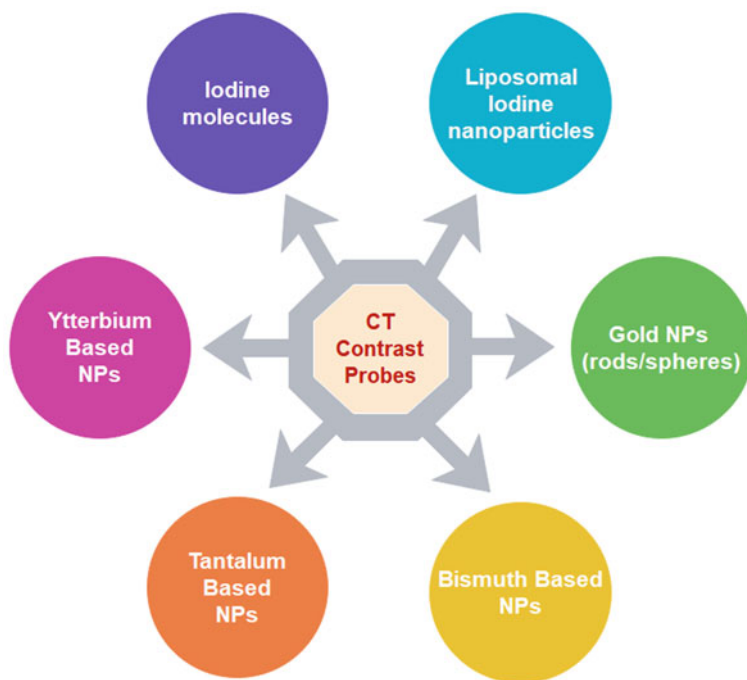 Iodine
molecules
Liposomal
Iodine
nanoparticles
Ytterbium
Based
NPs
CT
Contrast
Probes
Gold NPs
(rods/spheres)
Tantalum
Based
NPs
Bismuth Based
NPs